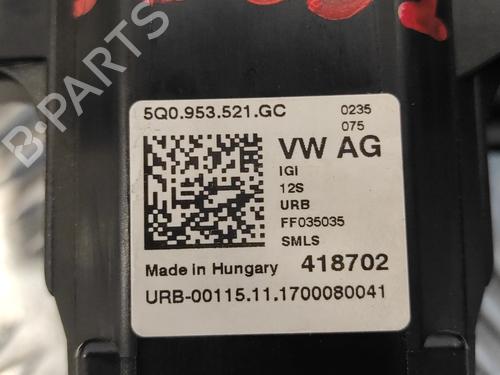 5Q0.953.521.GC 0235
075
VW AG
IGI
12S
URB
FF035035
SMLS
Made in Hungary 418702
URB-00115.11.1700080041
B-PARTS